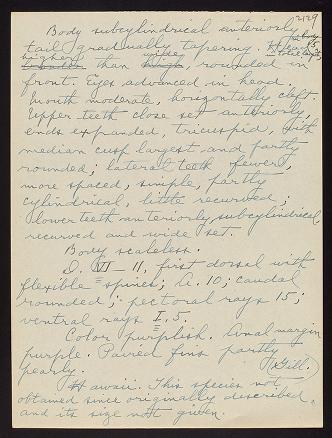 2129
Body subcylindrical anteriorly,
tail gradually tapering. Head
higher than wide rounded in
front. Eyes advanced in head.
Mouth moderate, horizontally cleft.
Upper teeth close set anteriorly,
ends expanded, tricuspid, with
median cusp largest and partly
rounded; lateral teeth fewer,
more spaced, simple, partly
cylindrical, little recurved;
lower teeth anteriorly subcylindrical,
recurved and wide set.
Body scaleless.
D. VI—11, first dorsal with
flexible spines; A. 10; caudal
rounded; pectoral rays 15;
ventral rays I, 5.
Color purplish. Anal margin
purple. Paired fins partly
pearly. (Gill.)
Hawaii. This species not
obtained since originally described,
and its size not given.